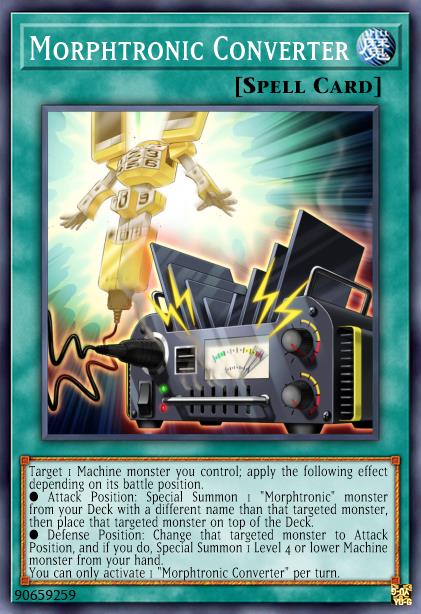 Morphtronic Converter
魔
[Spell Card]
Target 1 Machine monster you control; apply the following effect
depending on its battle position.
● Attack Position: Special Summon 1 "Morphtronic" monster
from your Deck with a different name than that targeted monster,
then place that targeted monster on top of the Deck.
● Defense Position: Change that targeted monster to Attack
Position, and if you do, Special Summon 1 Level 4 or lower Machine
monster from your hand.
You can only activate 1 "Morphtronic Converter" per turn.
90659259